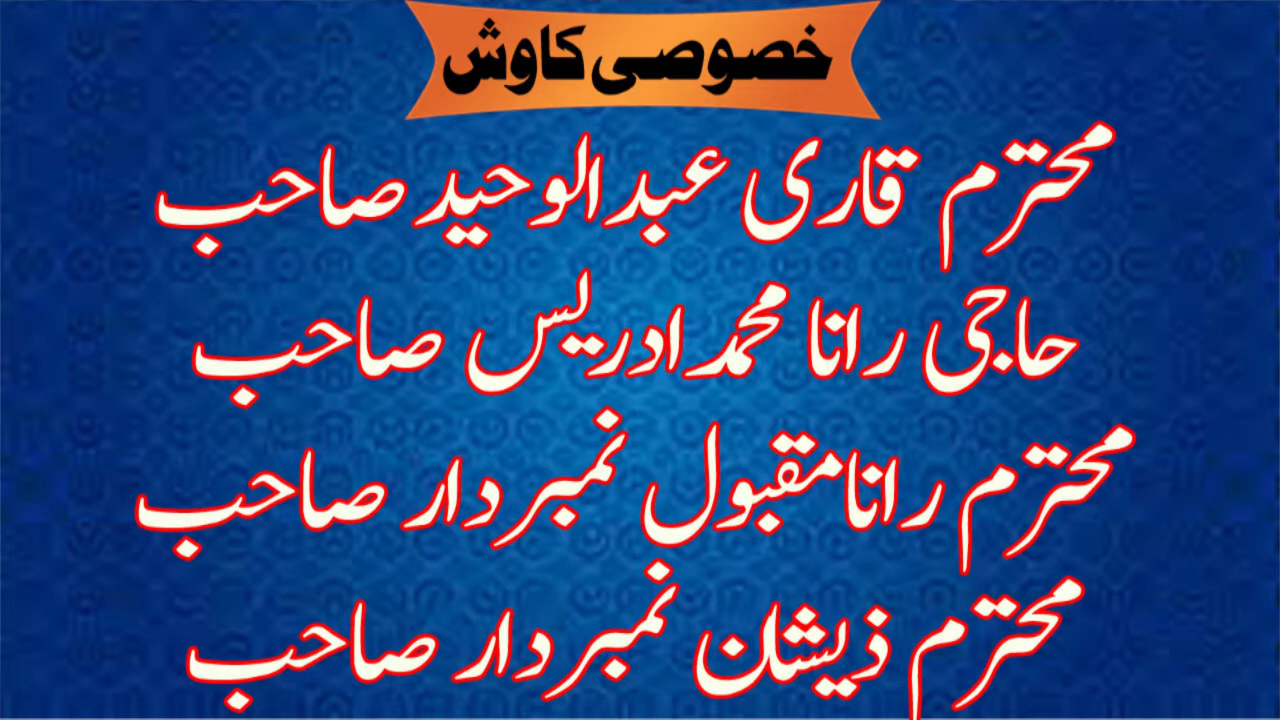 خصوصی کاوش
محترم قاری عبدالوحید صاحب
حاجی رانا محمد ادریس صاحب
محترم رانا مقبول نمبردار صاحب
محترم ذیشان نمبردار صاحب